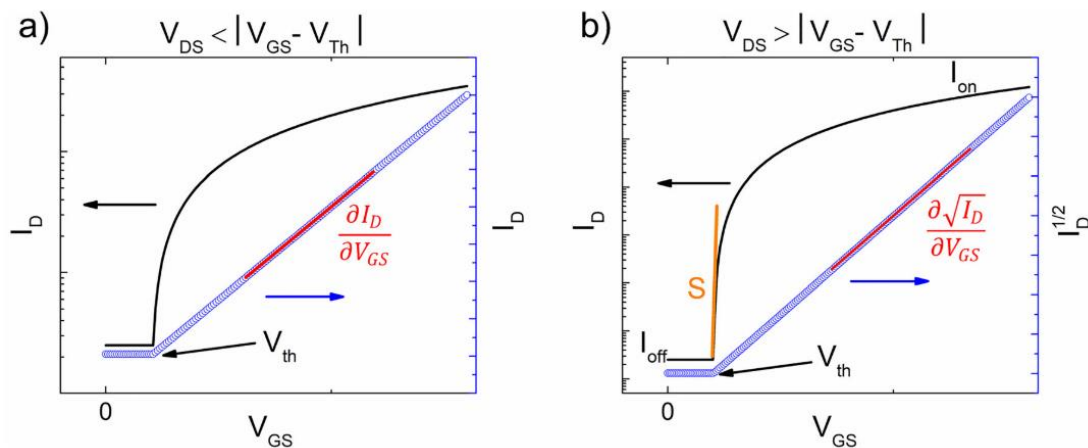 a)
V_DS < | V_GS - V_Th |
I_D
∂I_D
∂V_GS
V_th
0
V_GS
I_D
b)
V_DS > | V_GS - V_Th |
I_D
I_on
∂√I_D
∂V_GS
S
I_off
V_th
0
V_GS
I_D^1/2